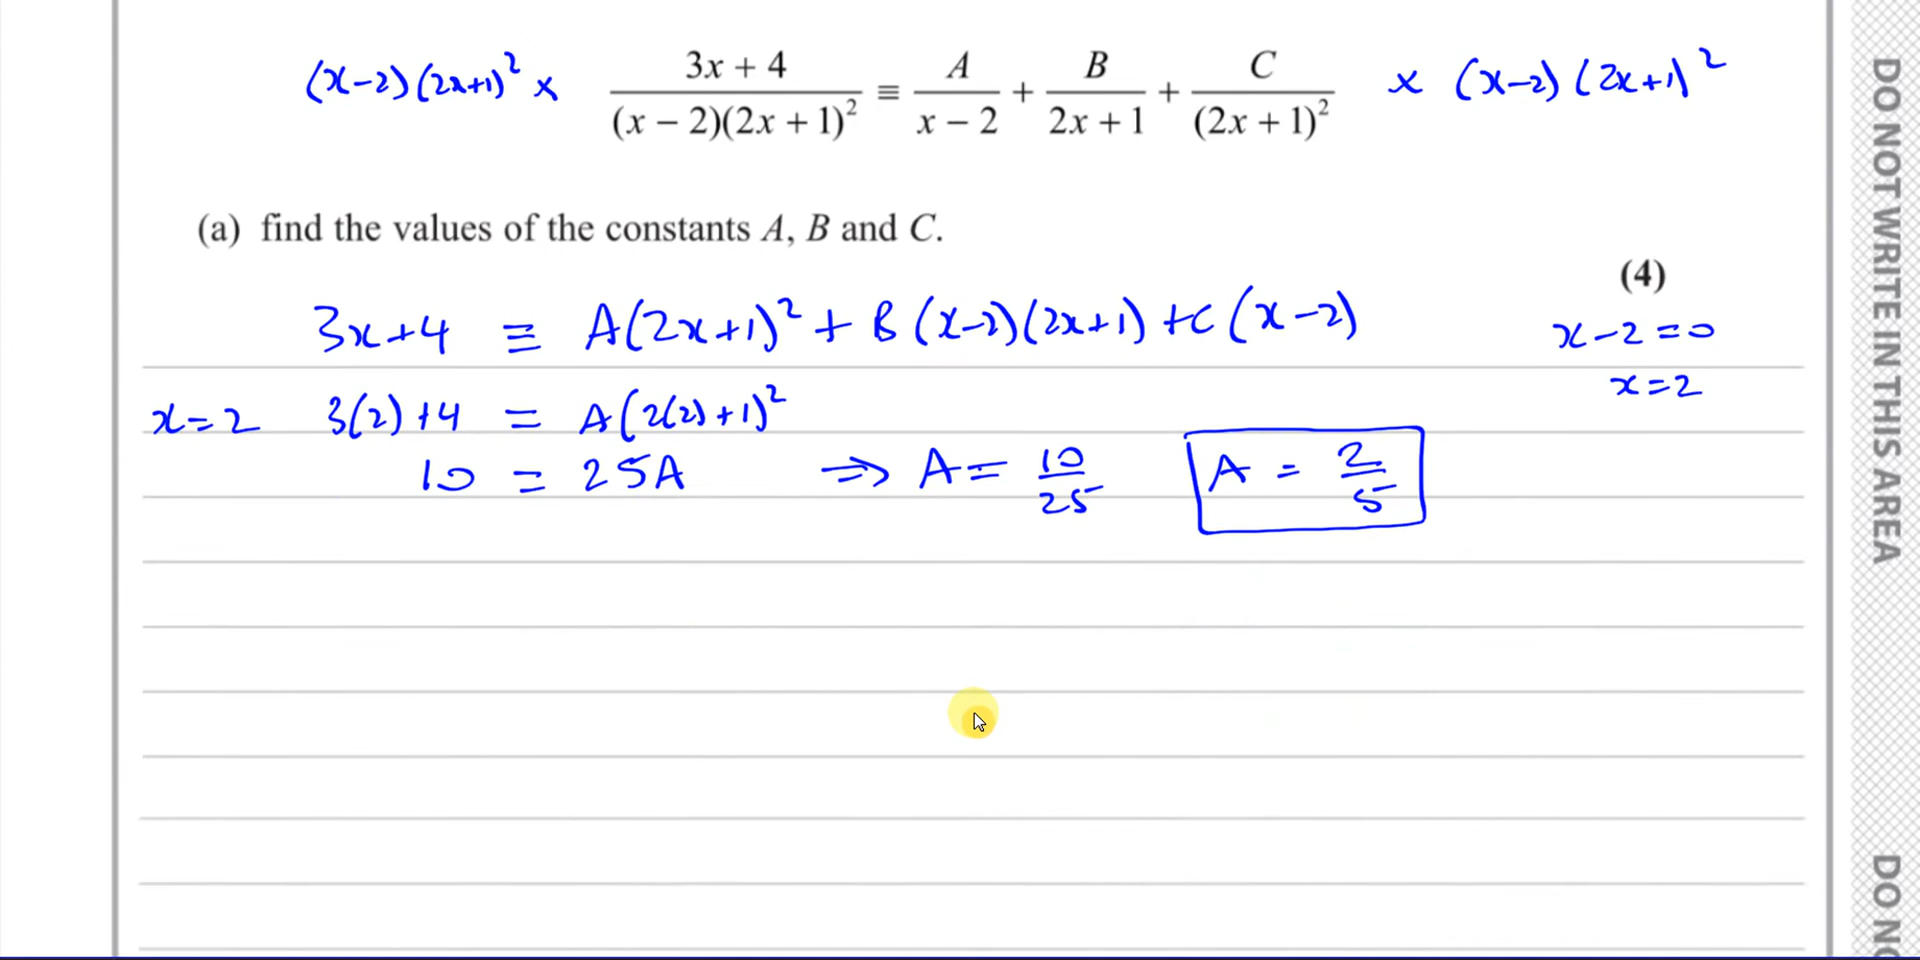 (x-2)(2x+1)² × (3x + 4)/((x − 2)(2x + 1)²) ≡ A/(x − 2) + B/(2x + 1) + C/(2x + 1)² × (x-2)(2x+1)²
(a) find the values of the constants A, B and C.
(4)
3x+4 ≡ A(2x+1)² + B(x-2)(2x+1) + C(x-2)
x-2=0
x=2
x=2 3(2)+4 = A(2(2)+1)²
10 = 25A ⇒ A = 10/25 A = 2/5
DO NOT WRITE IN THIS AREA
DO NO